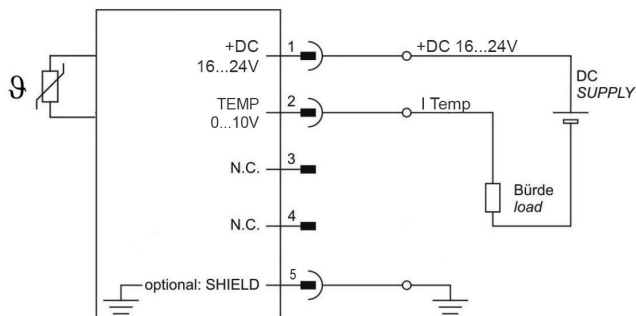 +DC
16...24V
1
+DC 16...24V
DC
SUPPLY
ϑ
TEMP
0...10V
2
I Temp
N.C.
3
Bürde
load
N.C.
4
optional: SHIELD
5